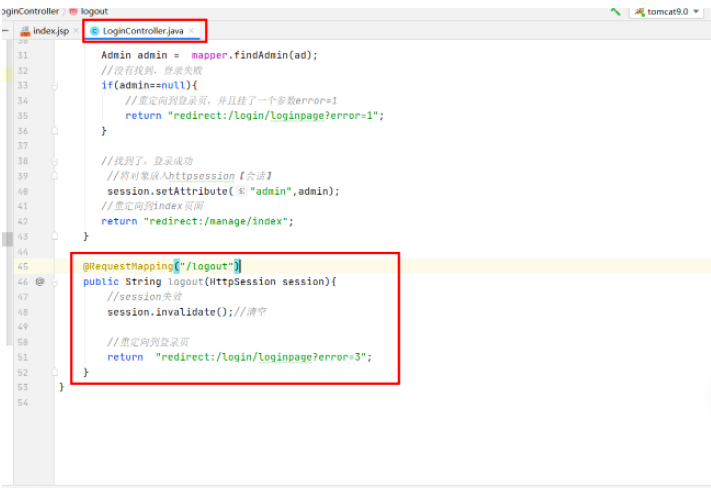 oginController logout tomcat9.0
index.jsp × LoginController.java ×
30
31 Admin admin = mapper.findAdmin(ad);
32 //没有找到，登录失败
33 if(admin==null){
34 //重定向到登录页，并且挂了一个参数error=1
35 return "redirect:/login/loginpage?error=1";
36 }
37
38 //找到了，登录成功
39 //将对象放入httpsession【会话】
40 session.setAttribute( s: "admin",admin);
41 //重定向到index页面
42 return "redirect:/manage/index";
43 }
44
45 @RequestMapping("/logout")
46 @ public String logout(HttpSession session){
47 //session失效
48 session.invalidate();//清空
49
50 //重定向到登录页
51 return "redirect:/login/loginpage?error=3";
52 }
53 }
54